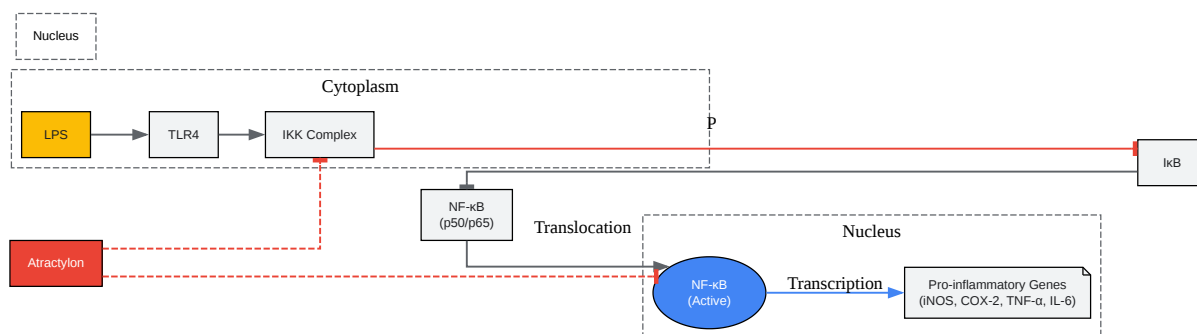 Nucleus
Cytoplasm
LPS
TLR4
IKK Complex
P
IκB
NF-κB
(p50/p65)
Translocation
Nucleus
Atractylon
NF-κB
(Active)
Transcription
Pro-inflammatory Genes
(iNOS, COX-2, TNF-α, IL-6)